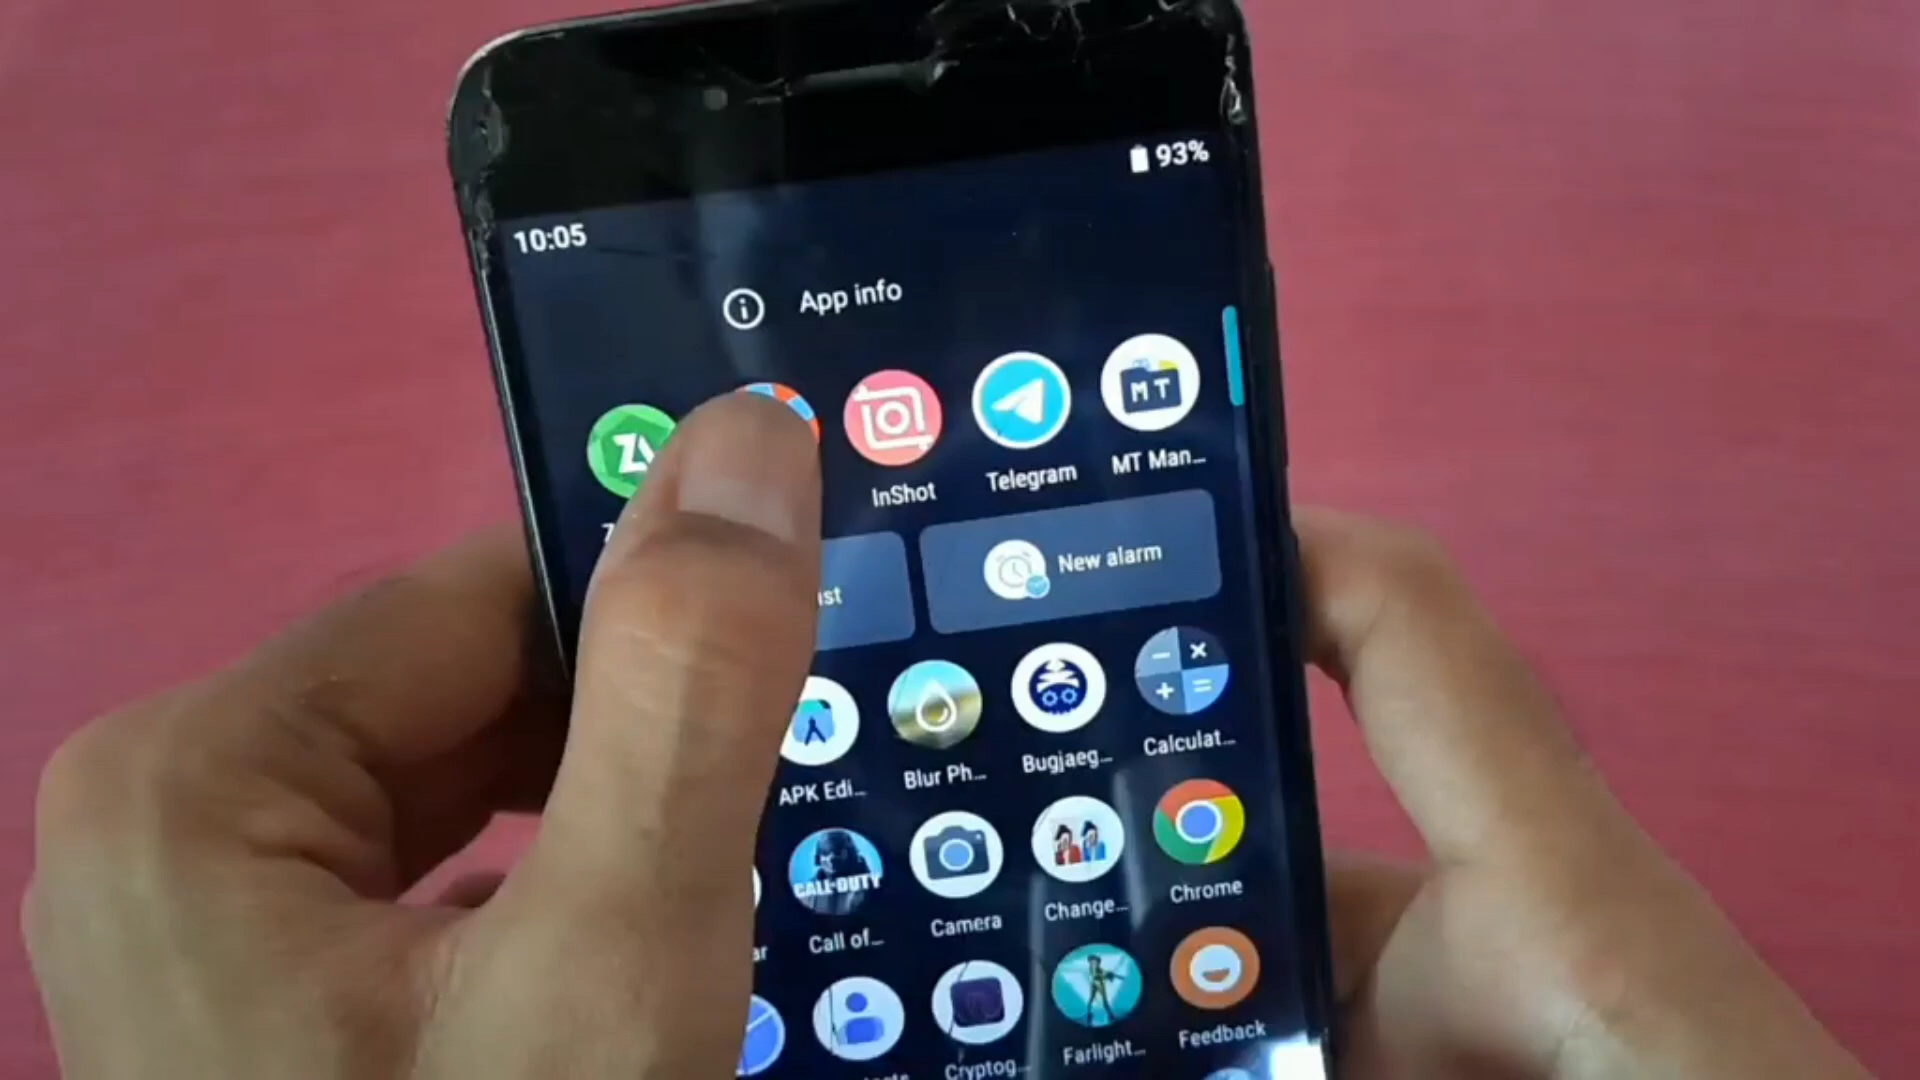 93%
10:05
App info
InShot
Telegram
MT Man...
New alarm
APK Edi...
Blur Ph...
Bugjaeg...
Calculat...
CALL OF DUTY
Call of...
Camera
Change...
Chrome
Cryptog...
Farlight...
Feedback